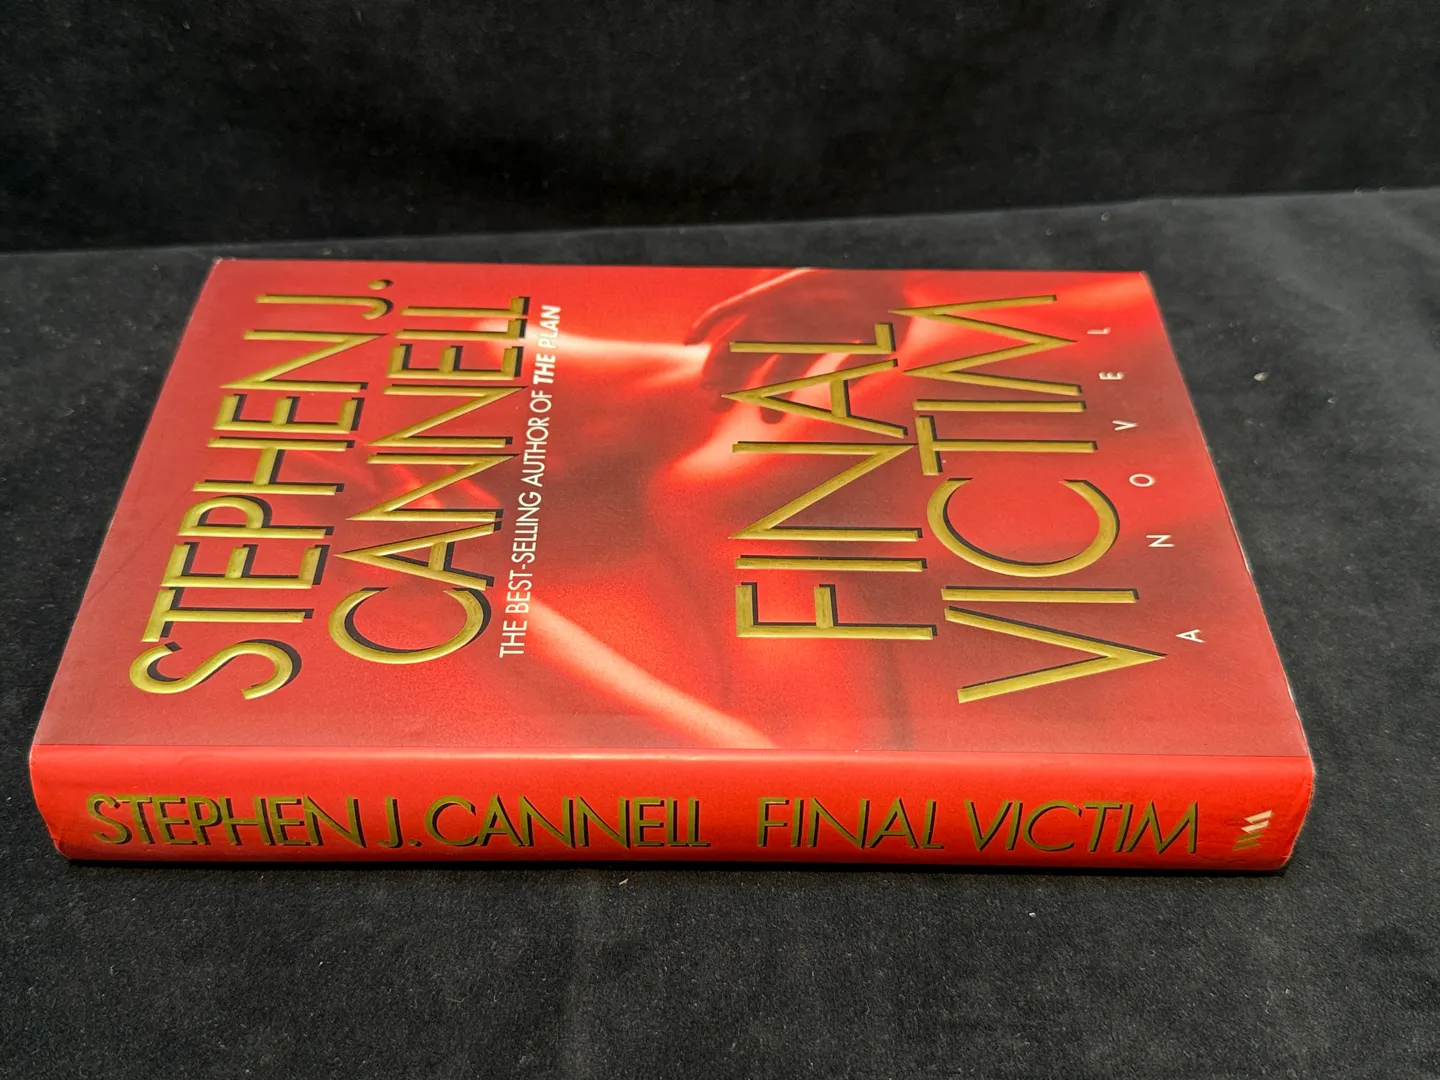 STEPHEN J.
CANNELL
THE BEST-SELLING AUTHOR OF THE PLAN
FINAL
VICTIM
A NOVEL
STEPHEN J. CANNELL FINAL VICTIM